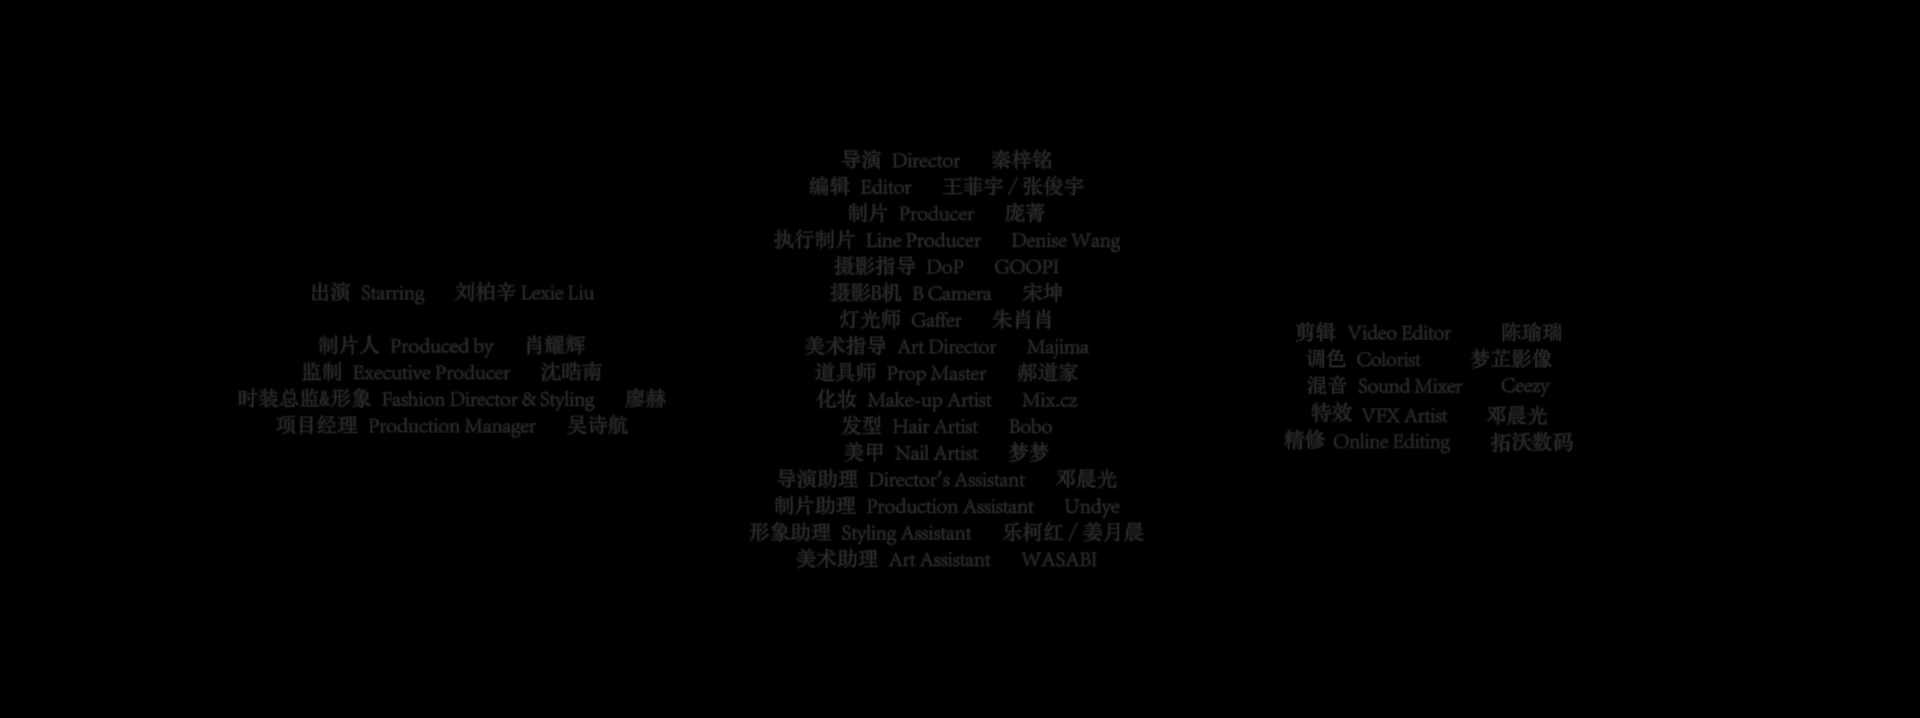 出演 Starring 刘柏辛 Lexie Liu
制片人 Produced by 肖耀辉
监制 Executive Producer 沈晧南
时装总监&形象 Fashion Director & Styling 廖赫
项目经理 Production Manager 吴诗航
导演 Director 秦梓铭
编辑 Editor 王菲宇 / 张俊宇
制片 Producer 庞菁
执行制片 Line Producer Denise Wang
摄影指导 DoP GOOPI
摄影B机 B Camera 宋坤
灯光师 Gaffer 朱肖肖
美术指导 Art Director Majima
道具师 Prop Master 郝道家
化妆 Make-up Artist Mix.cz
发型 Hair Artist Bobo
美甲 Nail Artist 梦梦
导演助理 Director's Assistant 邓晨光
制片助理 Production Assistant Undye
形象助理 Styling Assistant 乐柯红 / 姜月晨
美术助理 Art Assistant WASABI
剪辑 Video Editor 陈瑜瑞
调色 Colorist 梦芷影像
混音 Sound Mixer Ceezy
特效 VFX Artist 邓晨光
精修 Online Editing 拓沃数码